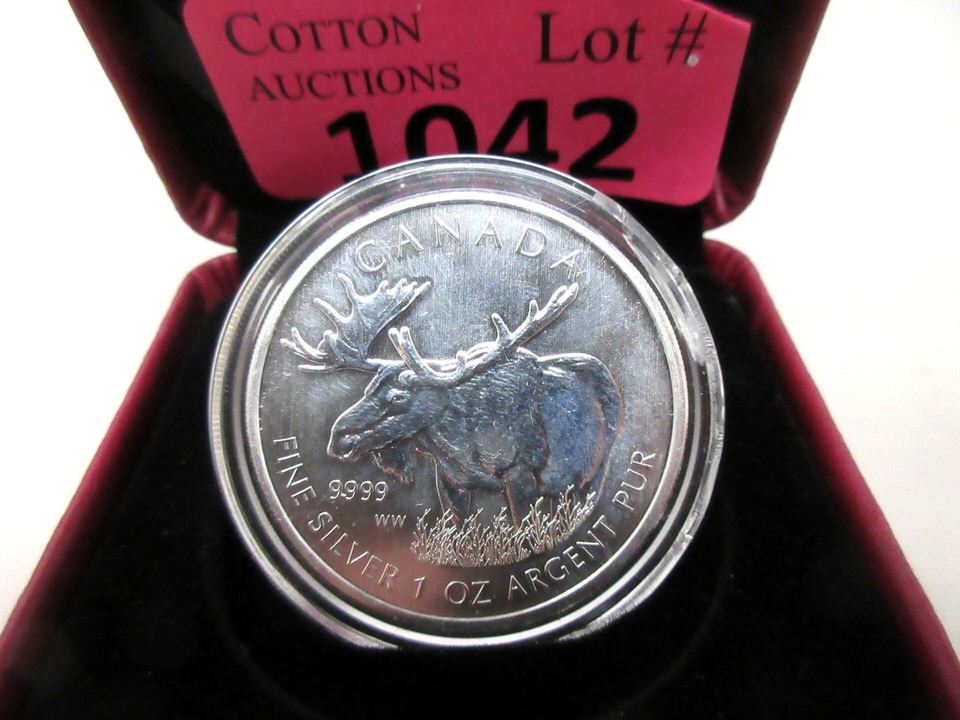 COTTON
AUCTIONS
Lot #
1042
CANADA
9999
WW
FINE SILVER 1 OZ ARGENT PUR